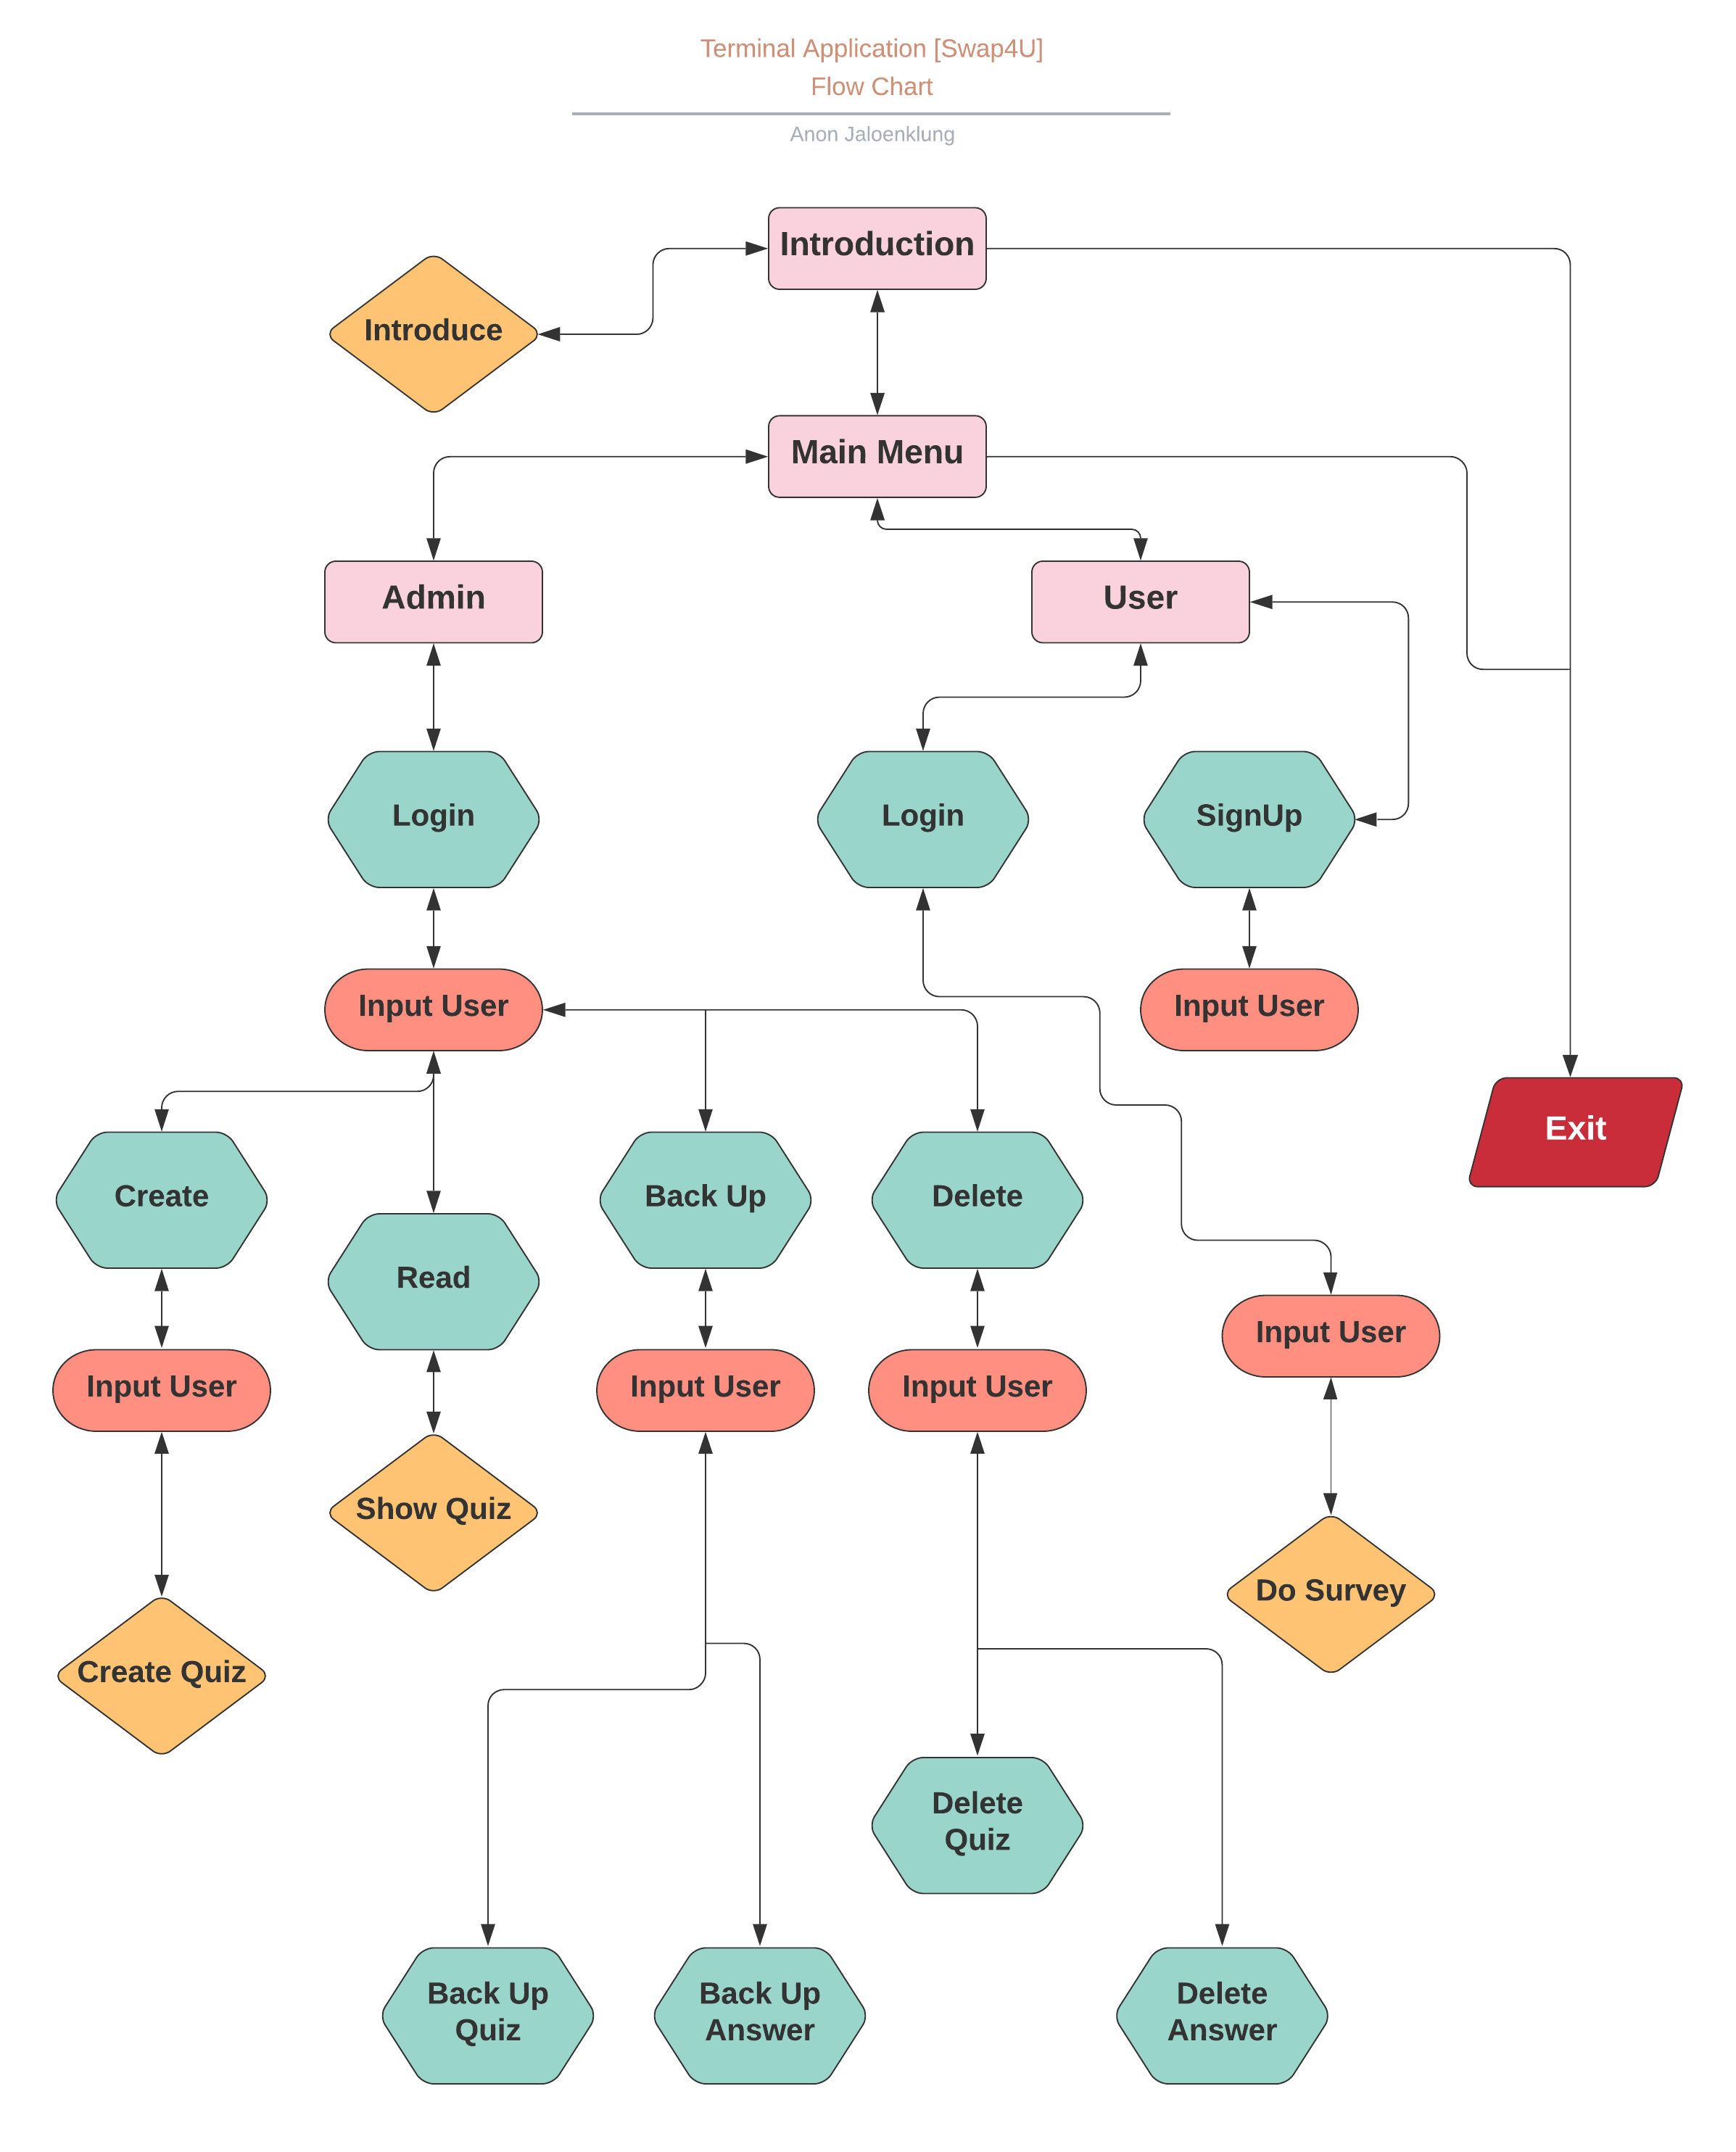 Terminal Application [Swap4U]
Flow Chart
Anon Jaloenklung
Introduction
Introduce
Main Menu
Admin
User
Login
Login
SignUp
Input User
Input User
Exit
Create
Back Up
Delete
Read
Input User
Input User
Input User
Input User
Show Quiz
Do Survey
Create Quiz
Delete
Quiz
Back Up
Quiz
Back Up
Answer
Delete
Answer